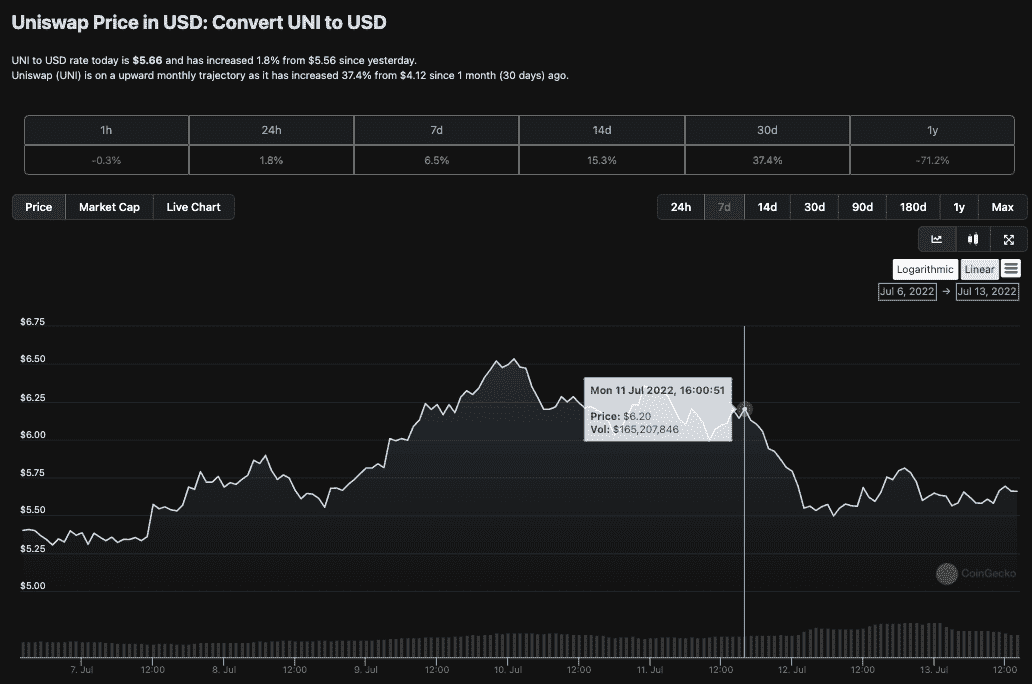 Uniswap Price in USD: Convert UNI to USD
UNI to USD rate today is $5.66 and has increased 1.8% from $5.56 since yesterday.
Uniswap (UNI) is on a upward monthly trajectory as it has increased 37.4% from $4.12 since 1 month (30 days) ago.
1h 24h 7d 14d 30d 1y
-0.3% 1.8% 6.5% 15.3% 37.4% -71.2%
Price Market Cap Live Chart 24h 7d 14d 30d 90d 180d 1y Max
Logarithmic Linear
Jul 6, 2022 → Jul 13, 2022
$6.75
$6.50
Mon 11 Jul 2022, 16:00:51
$6.25
Price: $6.20
Vol: $165,207,846
$6.00
$5.75
$5.50
$5.25
CoinGecko
$5.00
7. Jul 12:00 8. Jul 12:00 9. Jul 12:00 10. Jul 12:00 11. Jul 12:00 12. Jul 12:00 13. Jul 12:00